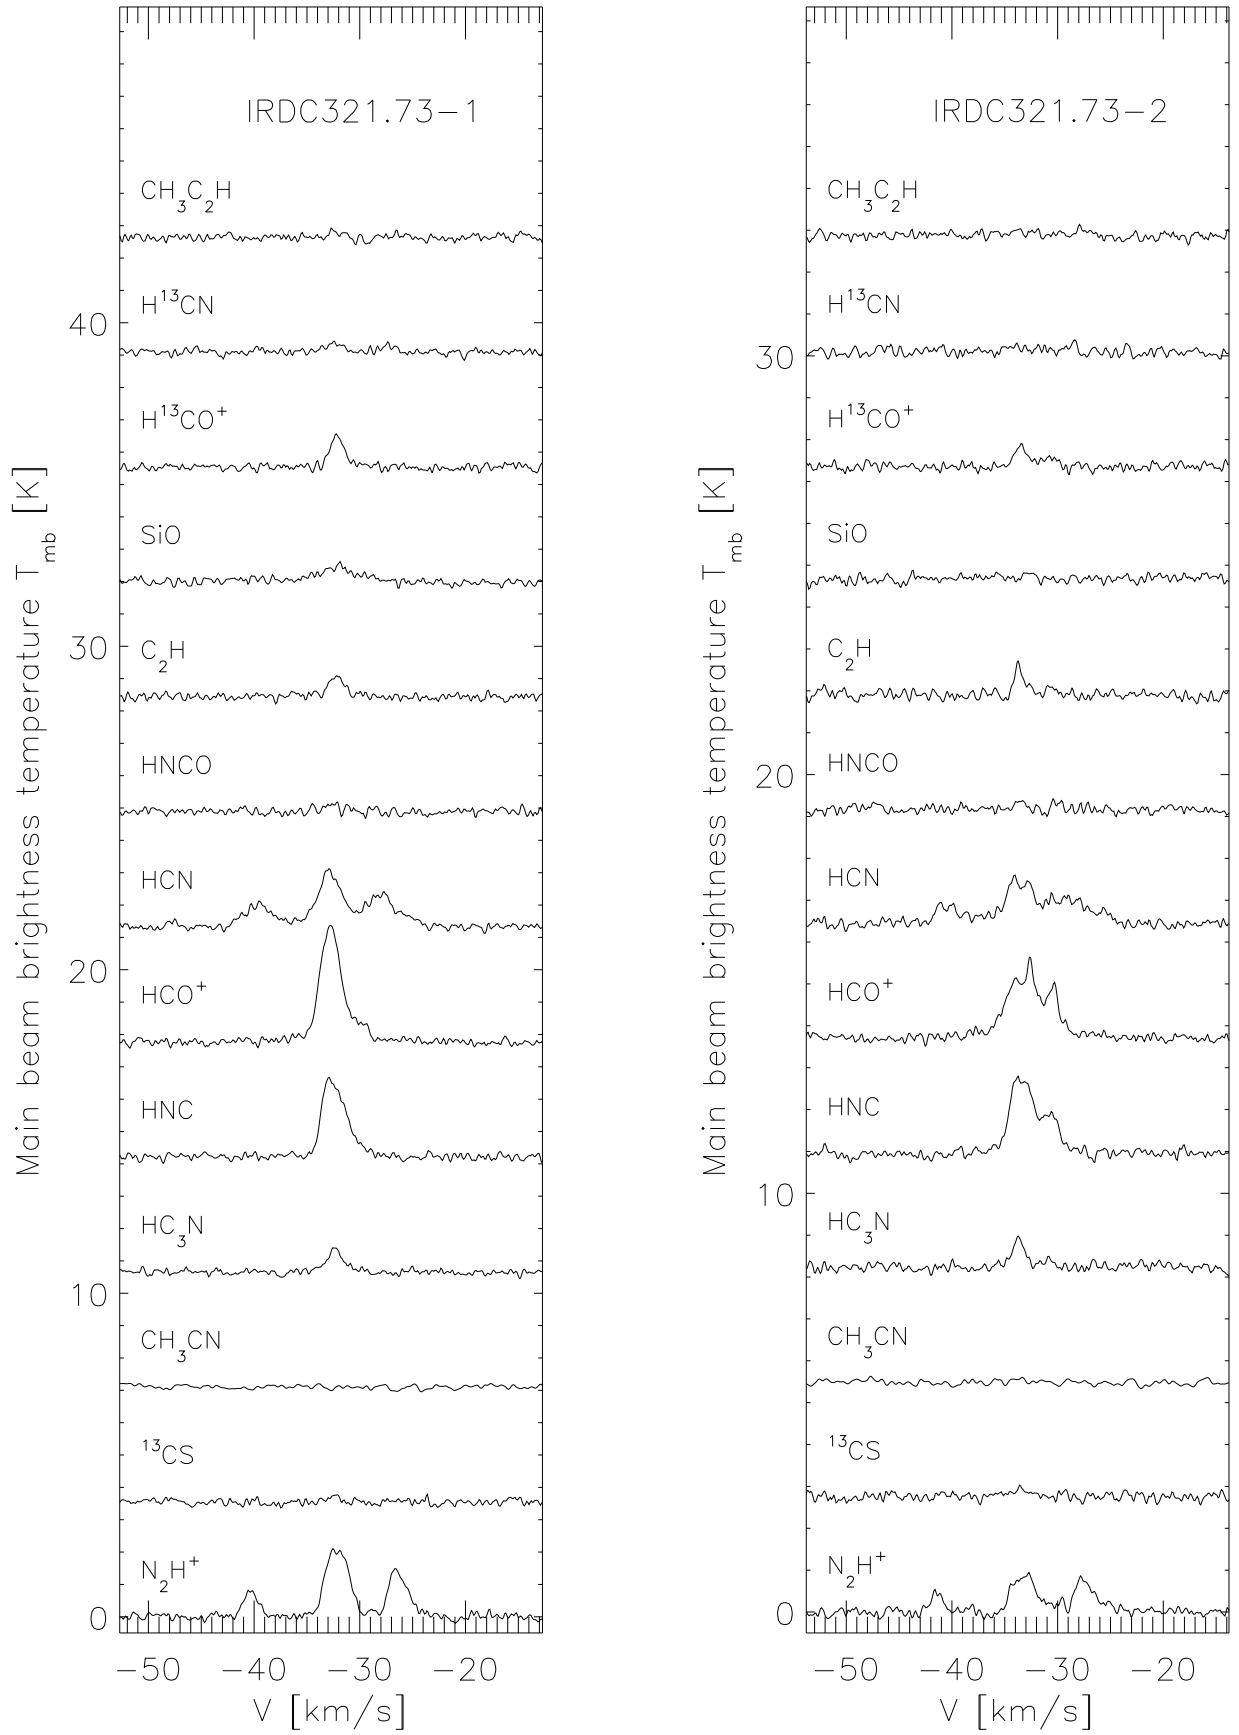 IRDC321.73−1
CH₃C₂H
H¹³CN
40
H¹³CO⁺
SiO
30
C₂H
HNCO
HCN
20
HCO⁺
HNC
HC₃N
10
CH₃CN
¹³CS
N₂H⁺
0
−50 −40 −30 −20
V [km/s]
Main beam brightness temperature T_mb [K]
IRDC321.73−2
CH₃C₂H
H¹³CN
30
H¹³CO⁺
SiO
C₂H
HNCO
20
HCN
HCO⁺
HNC
10
HC₃N
CH₃CN
¹³CS
N₂H⁺
0
−50 −40 −30 −20
V [km/s]
Main beam brightness temperature T_mb [K]